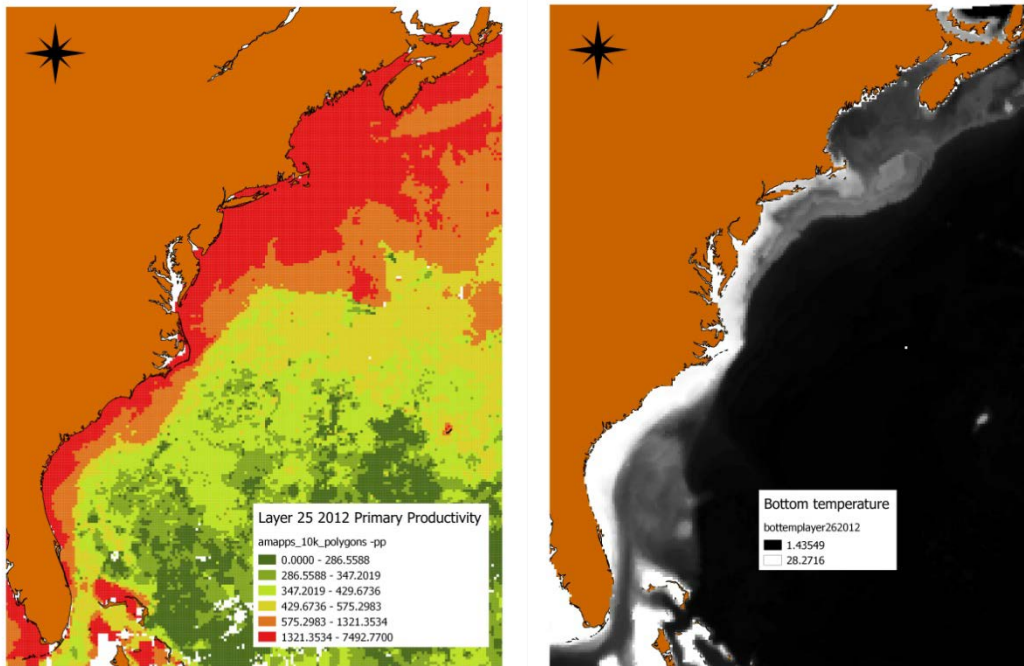 Layer 25 2012 Primary Productivity
amapps_10k_polygons -pp
0.0000 - 286.5588
286.5588 - 347.2019
347.2019 - 429.6736
429.6736 - 575.2983
575.2983 - 1321.3534
1321.3534 - 7492.7700
Bottom temperature
bottemplayer262012
1.43549
28.2716